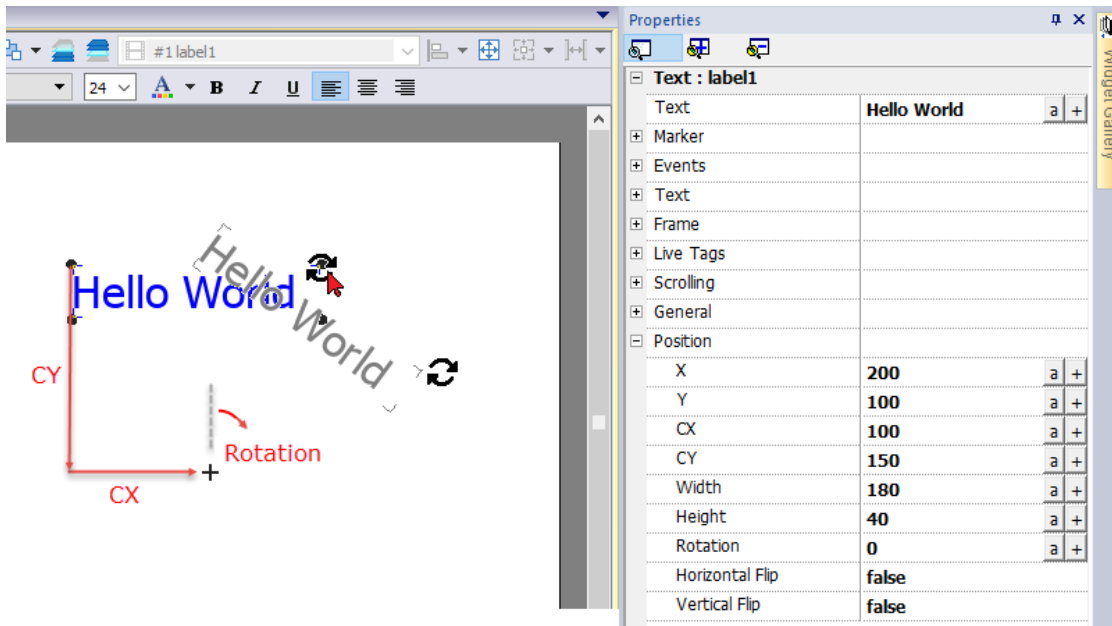 Properties
#1 label1
24
A
B
I
U
Text : label1
Text
Hello World
a
+
Marker
Events
Text
Frame
Live Tags
Scrolling
General
Position
X
200
a
+
Y
100
a
+
CX
100
a
+
CY
150
a
+
Width
180
a
+
Height
40
a
+
Rotation
0
a
+
Horizontal Flip
false
Vertical Flip
false
Widget Gallery
Hello World
Hello World
CY
Rotation
CX